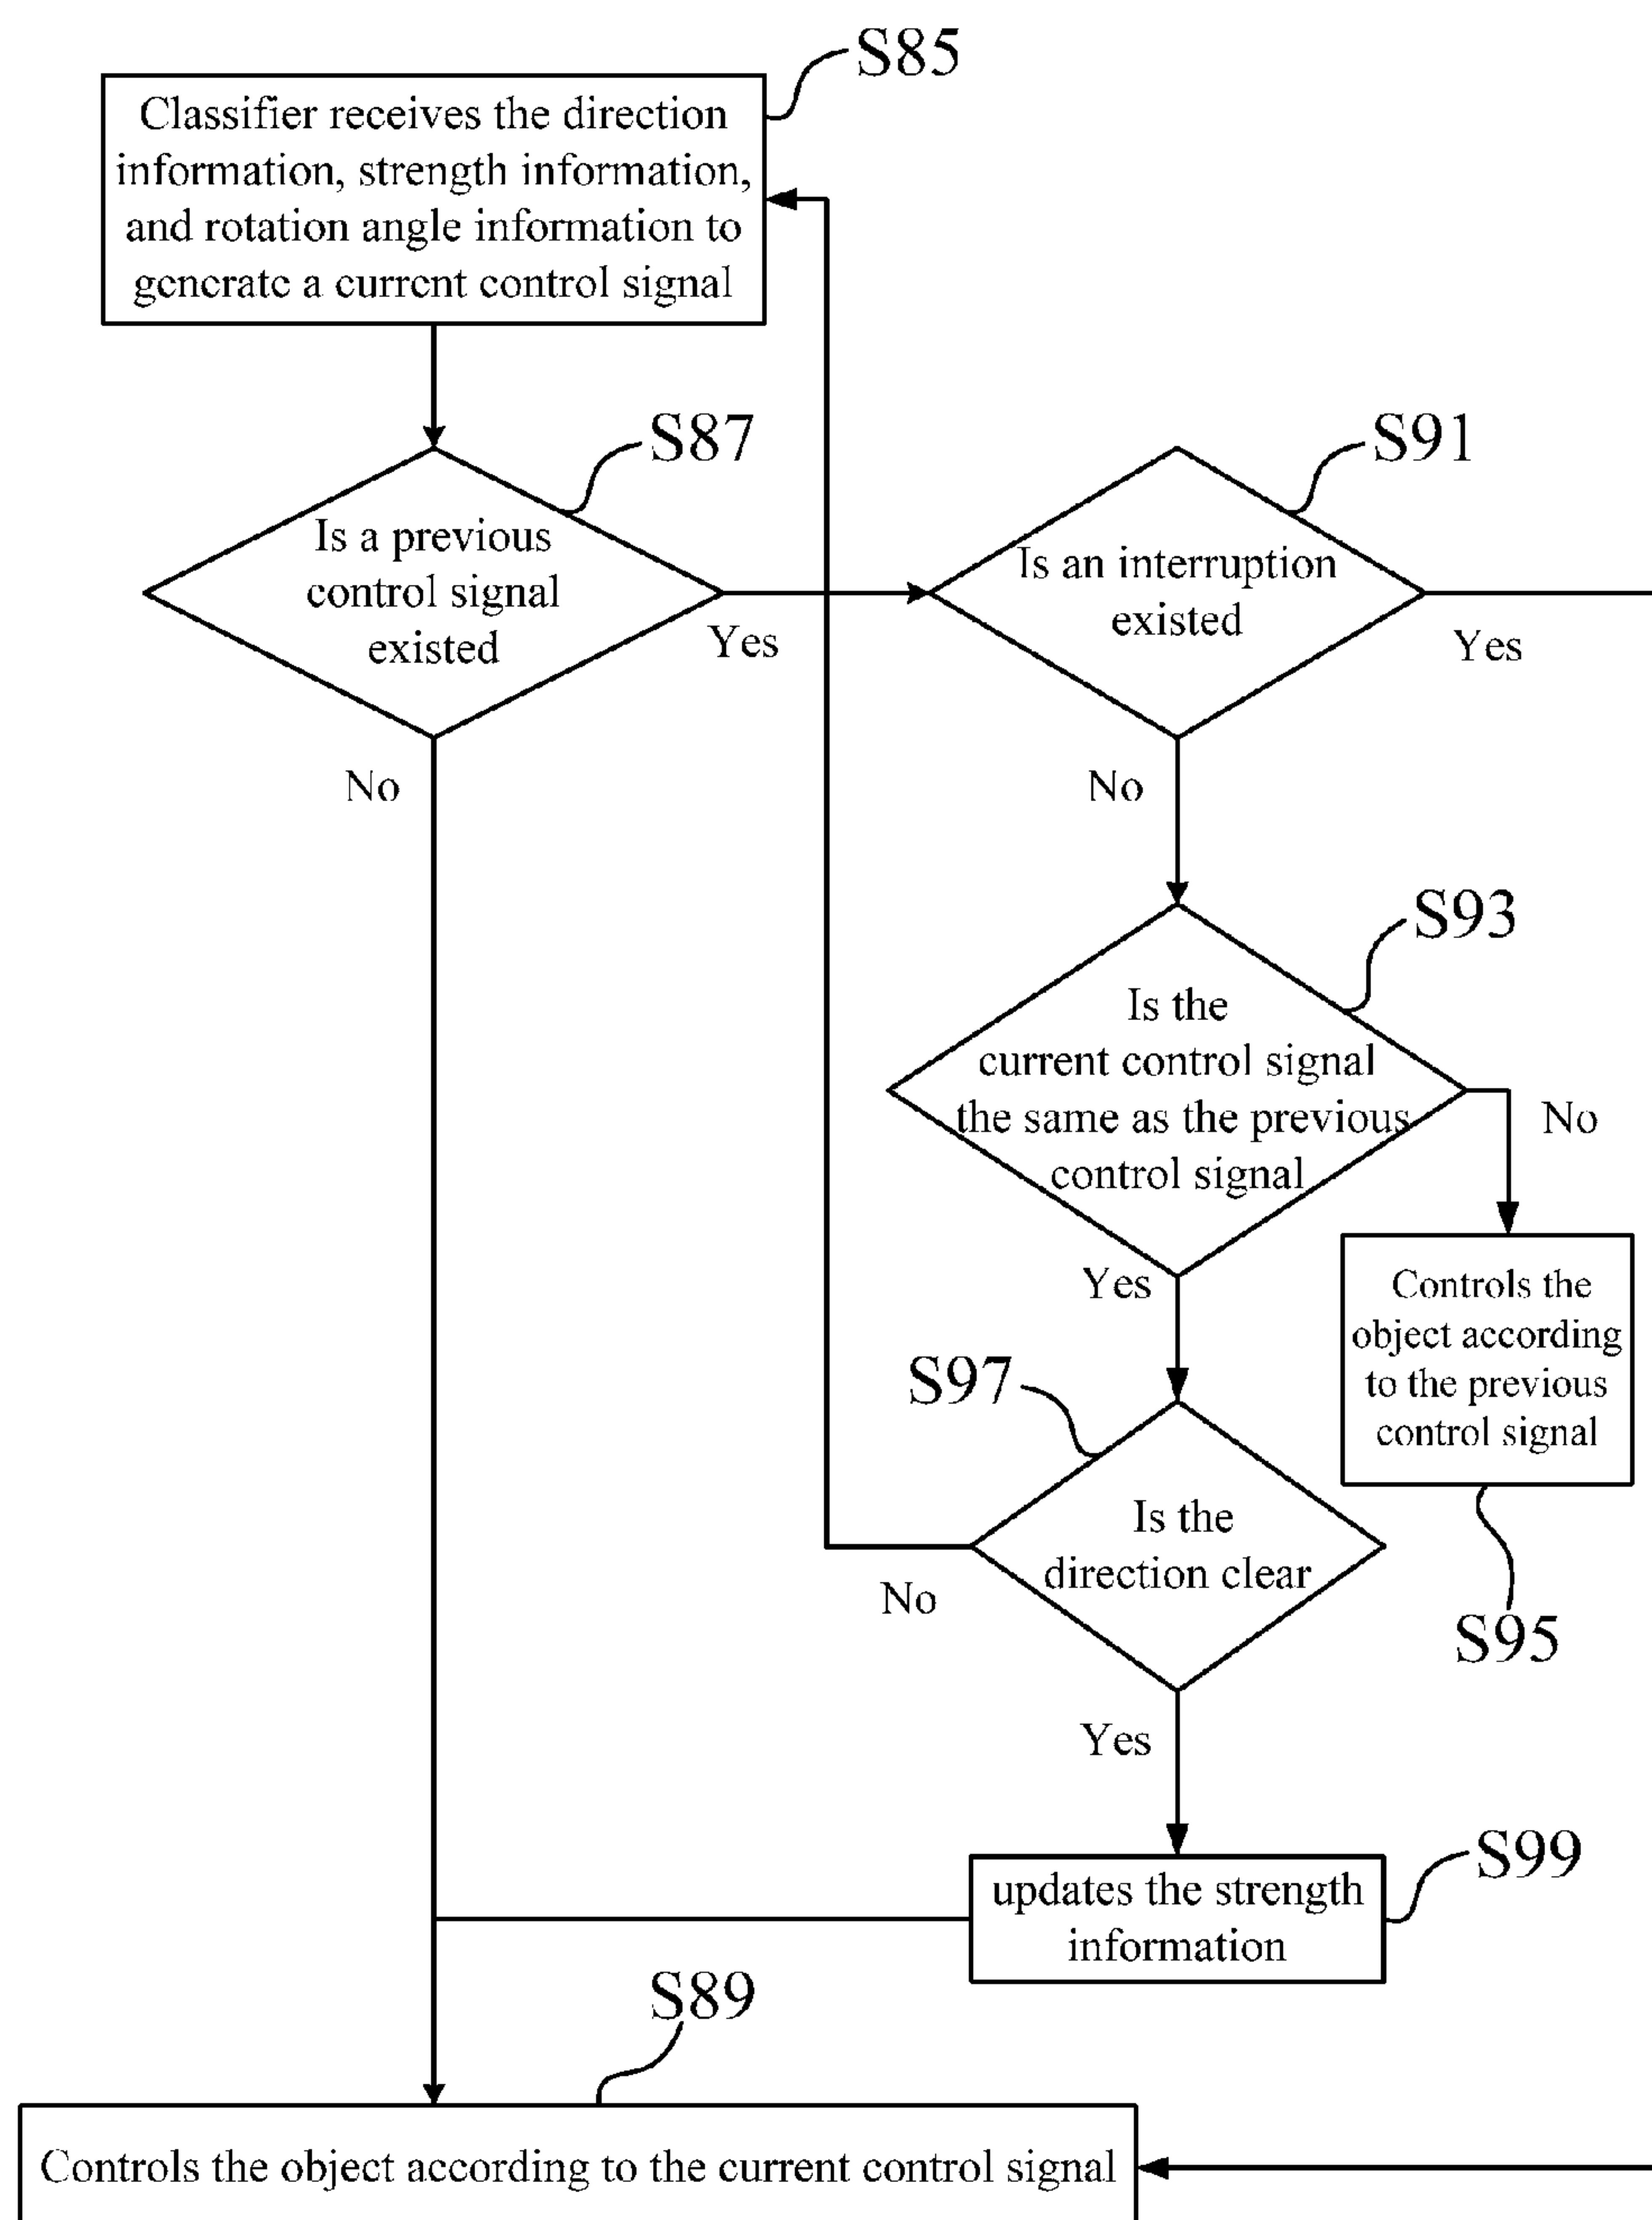 S85
Classifier receives the direction
information, strength information,
and rotation angle information to
generate a current control signal
S87
Is a previous
control signal
existed
Yes
No
S91
Is an interruption
existed
Yes
No
S93
Is the
current control signal
the same as the previous
control signal
No
Yes
Controls the
object according
to the previous
control signal
S95
S97
Is the
direction clear
No
Yes
updates the strength
information
S99
S89
Controls the object according to the current control signal